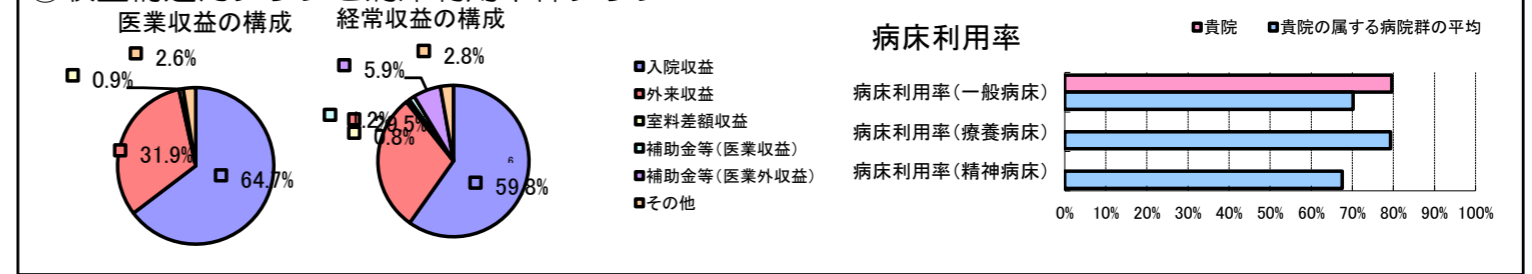 医業収益の構成
2.6%
0.9%
31.9%
64.7%
経常収益の構成
2.8%
5.9%
1.2%
29.5%
0.8%
59.8%
入院収益
外来収益
室料差額収益
補助金等(医業収益)
補助金等(医業外収益)
その他
病床利用率
貴院 貴院の属する病院群の平均
病床利用率(一般病床)
病床利用率(療養病床)
病床利用率(精神病床)
0% 10% 20% 30% 40% 50% 60% 70% 80% 90% 100%